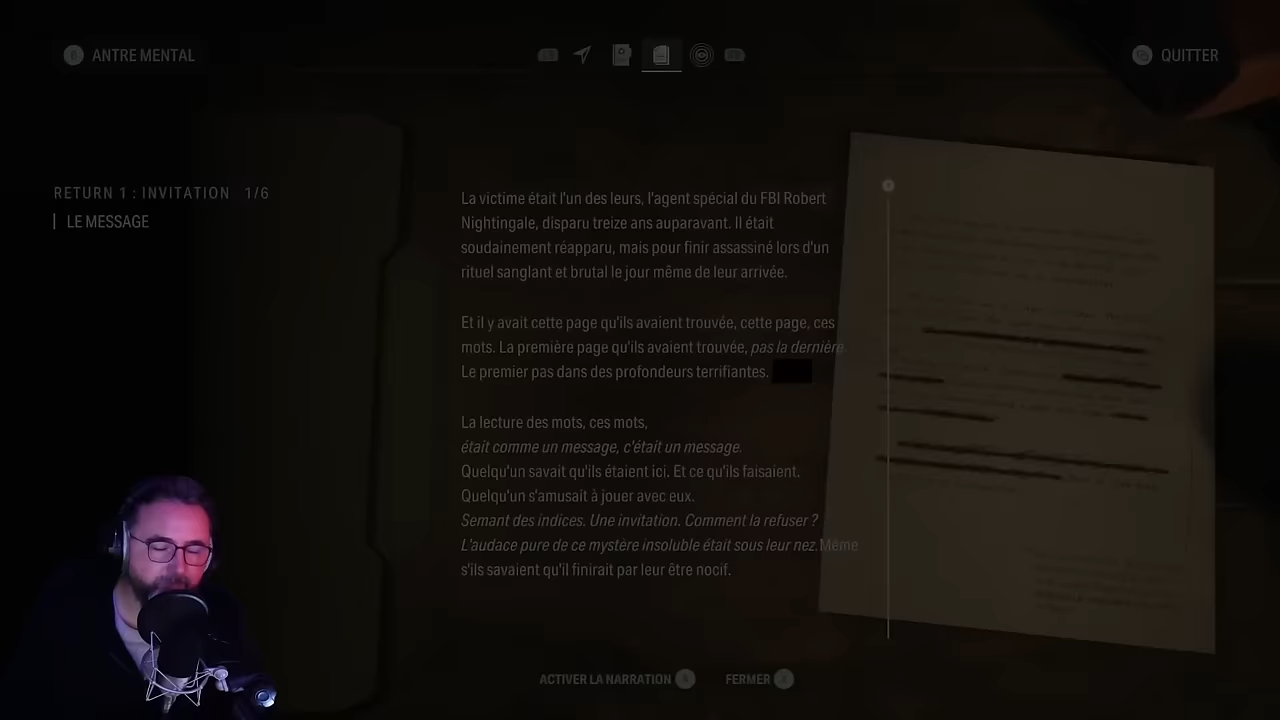 ANTRE MENTAL
QUITTER
RETURN 1 : INVITATION 1/6
LE MESSAGE
La victime était l'un des leurs, l'agent spécial du FBI Robert
Nightingale, disparu treize ans auparavant. Il était
soudainement réapparu, mais pour finir assassiné lors d'un
rituel sanglant et brutal le jour même de leur arrivée.
Et il y avait cette page qu'ils avaient trouvée, cette page, ces
mots. La première page qu'ils avaient trouvée, pas la dernière.
Le premier pas dans des profondeurs terrifiantes.
La lecture des mots, ces mots,
était comme un message, c'était un message.
Quelqu'un savait qu'ils étaient ici. Et ce qu'ils faisaient.
Quelqu'un s'amusait à jouer avec eux.
Semant des indices. Une invitation. Comment la refuser ?
L'audace pure de ce mystère insoluble était sous leur nez.Même
s'ils savaient qu'il finirait par leur être nocif.
ACTIVER LA NARRATION
FERMER